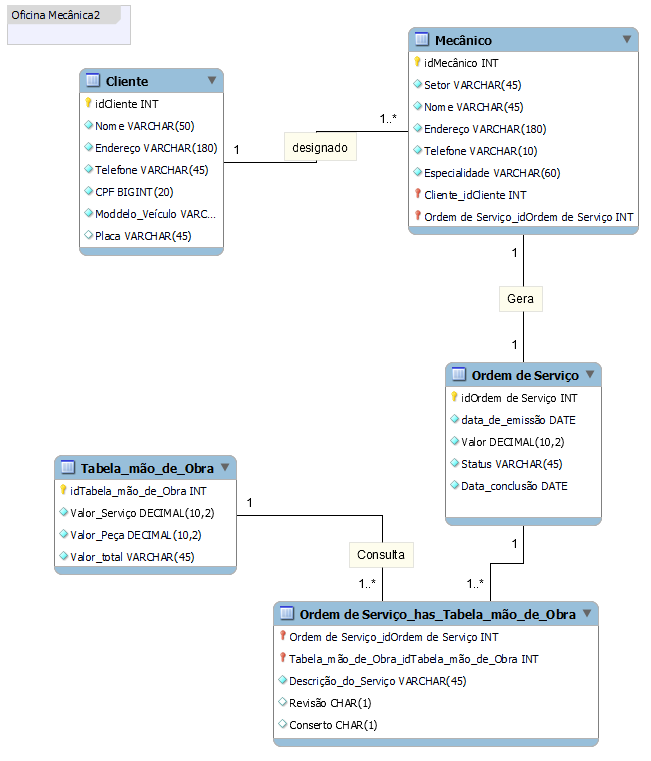 Oficina Mecânica2
Cliente
idCliente INT
Nome VARCHAR(50)
Endereço VARCHAR(180)
Telefone VARCHAR(45)
CPF BIGINT(20)
Moddelo_Veículo VARC...
Placa VARCHAR(45)
1
designado
1..*
Mecânico
idMecânico INT
Setor VARCHAR(45)
Nome VARCHAR(45)
Endereço VARCHAR(180)
Telefone VARCHAR(10)
Especialidade VARCHAR(60)
Cliente_idCliente INT
Ordem de Serviço_idOrdem de Serviço INT
1
Gera
1
Ordem de Serviço
idOrdem de Serviço INT
data_de_emissão DATE
Valor DECIMAL(10,2)
Status VARCHAR(45)
Data_conclusão DATE
1
1..*
Tabela_mão_de_Obra
idTabela_mão_de_Obra INT
Valor_Serviço DECIMAL(10,2)
Valor_Peça DECIMAL(10,2)
Valor_total VARCHAR(45)
1
Consulta
1..*
Ordem de Serviço_has_Tabela_mão_de_Obra
Ordem de Serviço_idOrdem de Serviço INT
Tabela_mão_de_Obra_idTabela_mão_de_Obra INT
Descrição_do_Serviço VARCHAR(45)
Revisão CHAR(1)
Conserto CHAR(1)